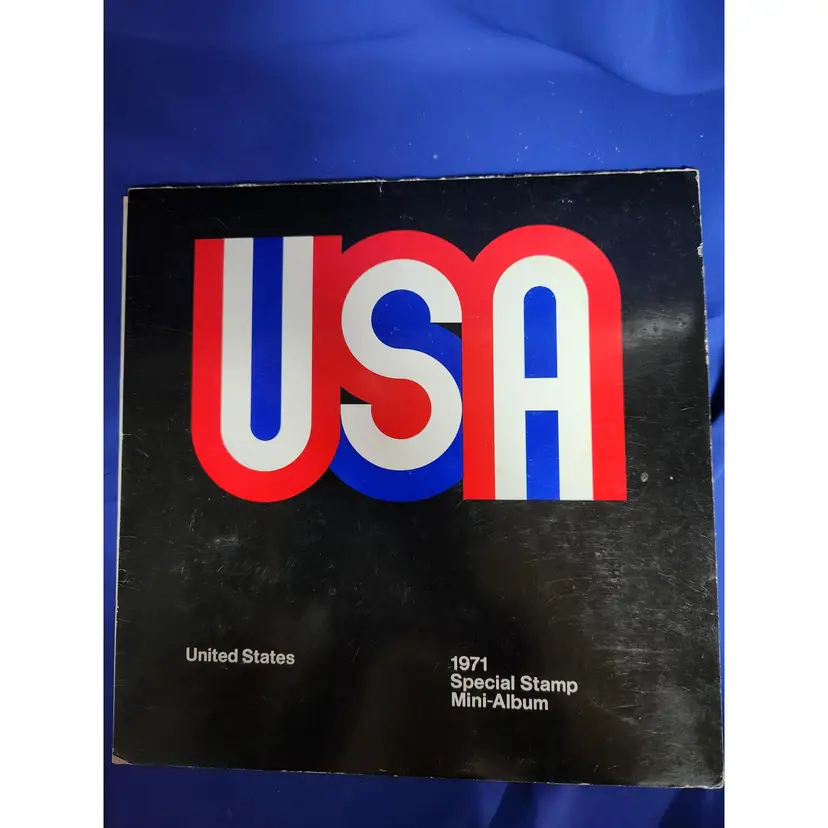 USA
United States
1971
Special Stamp
Mini-Album